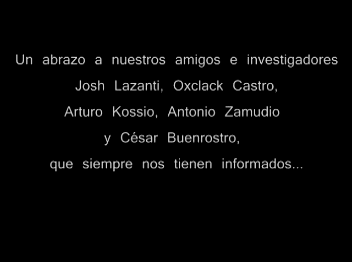 Un abrazo a nuestros amigos e investigadores
Josh Lazanti, Oxclack Castro,
Arturo Kossio, Antonio Zamudio
y César Buenrostro,
que siempre nos tienen informados...